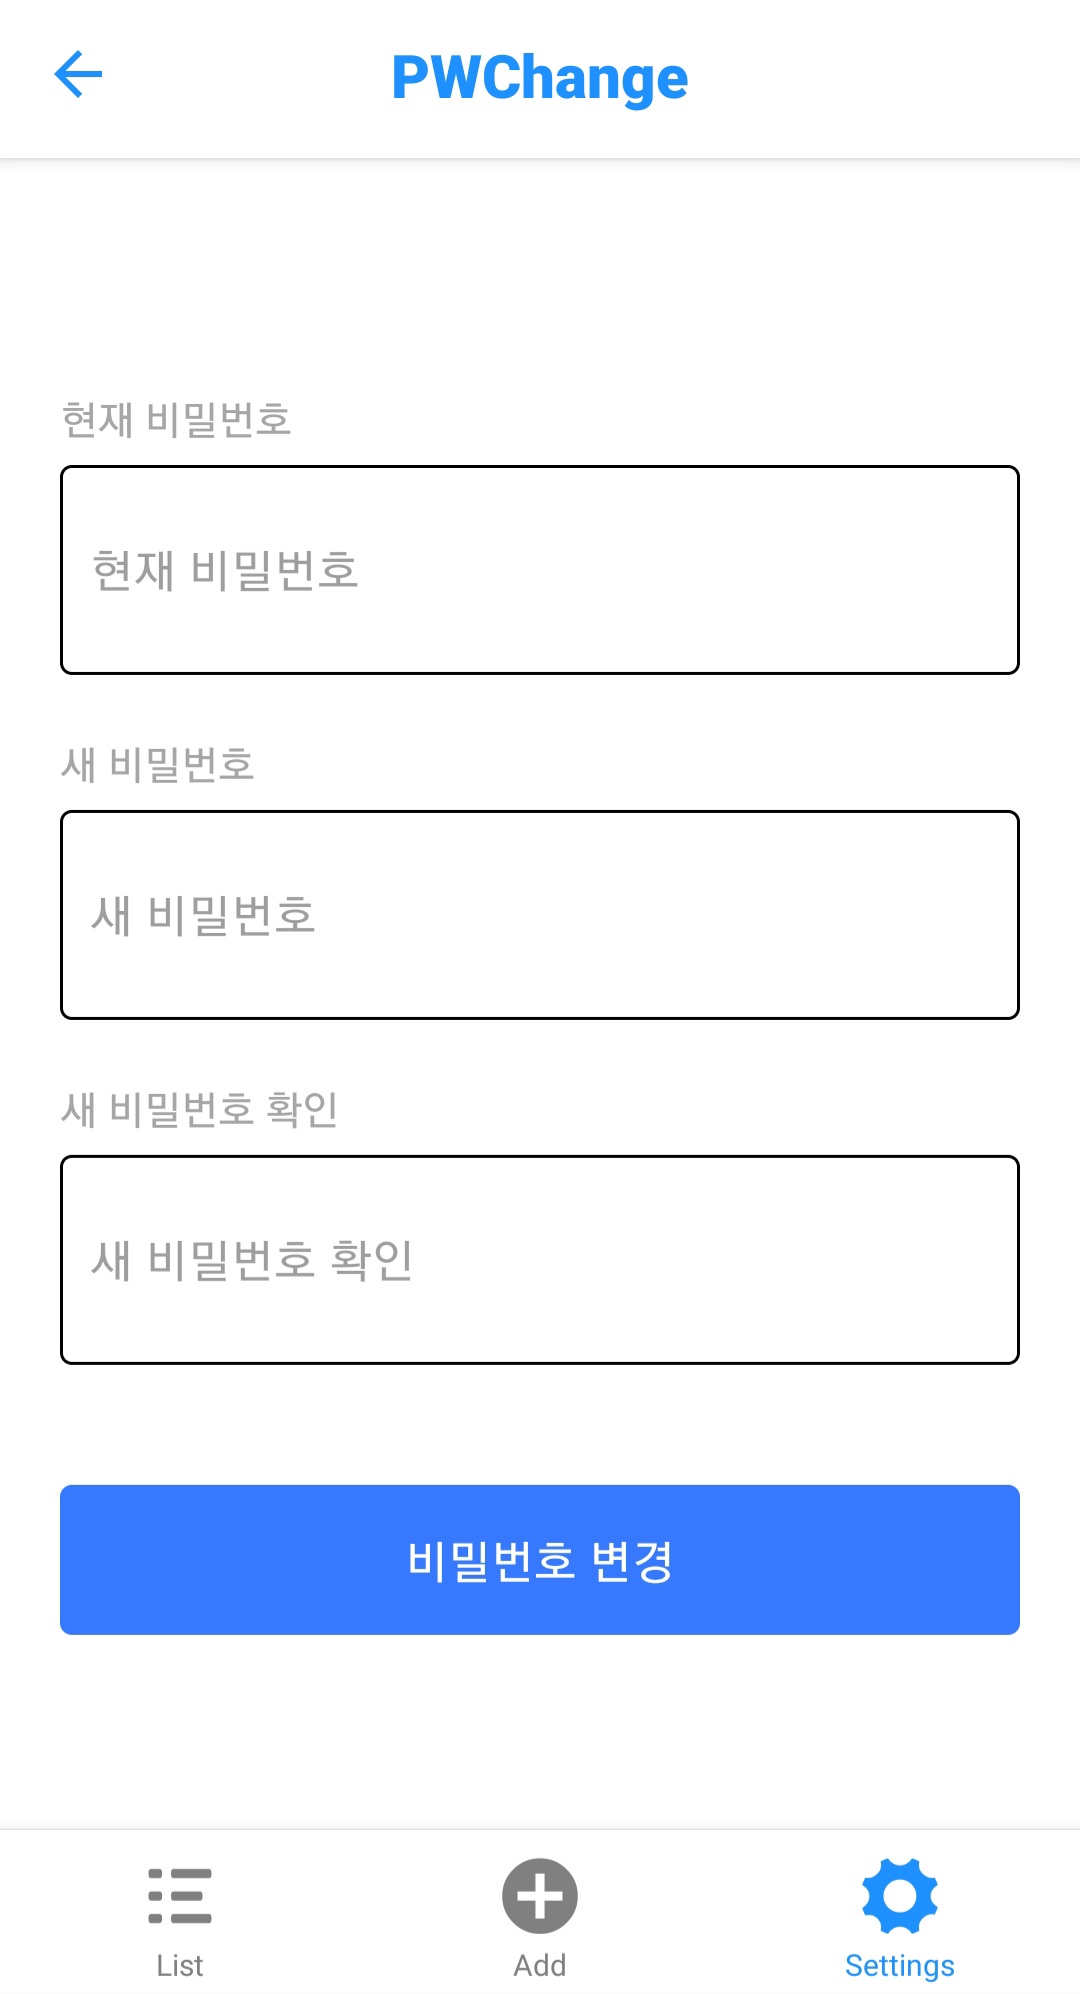 PWChange
현재 비밀번호
현재 비밀번호
새 비밀번호
새 비밀번호
새 비밀번호 확인
새 비밀번호 확인
비밀번호 변경
List
Add
Settings